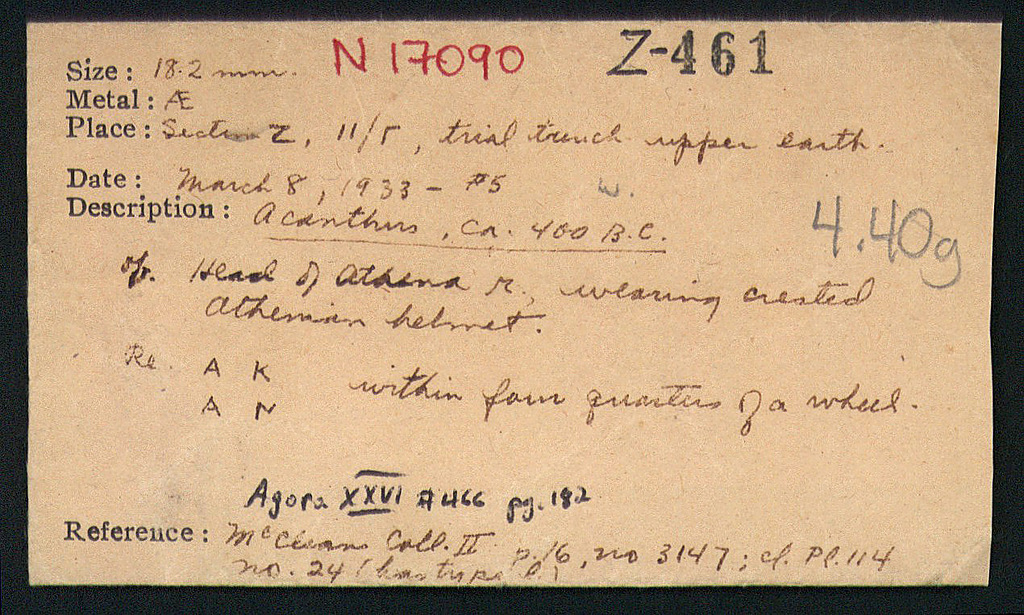 N 17090 Z-461
Size: 18.2 mm.
Metal: Æ
Place: Section Z, 11/Γ, trial trench upper earth.
Date: March 8, 1933 - #5 W.
Description: Acanthus, ca. 400 B.C. 4.40g
Head of Athena r., wearing crested
Athenian helmet.
Re. A K
A N within four quarters of a wheel.
Agora XXVI #466 pg. 182
Reference: McClean Coll. II p. 16, no 3147; cf. Pl. 114
no. 24